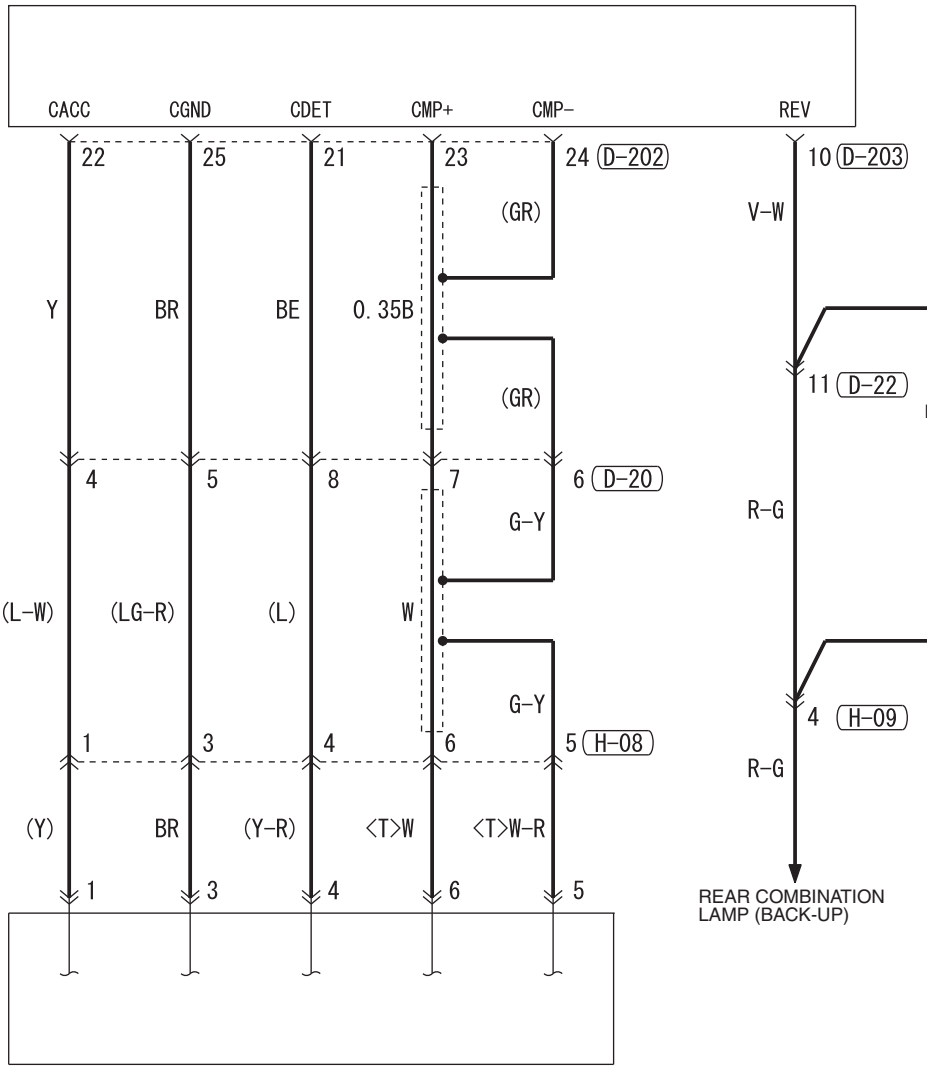 CACC CGND CDET CMP+ CMP- REV
22 25 21 23 24 D-202 10 D-203
(GR) V-W
Y BR BE 0.35B
11 D-22
(GR)
4 5 8 7 6 D-20
G-Y R-G
(L-W) (LG-R) (L) W
G-Y
1 3 4 6 5 H-08 4 H-09
R-G
(Y) BR (Y-R) <T>W <T>W-R
1 3 4 6 5
REAR COMBINATION
LAMP (BACK-UP)